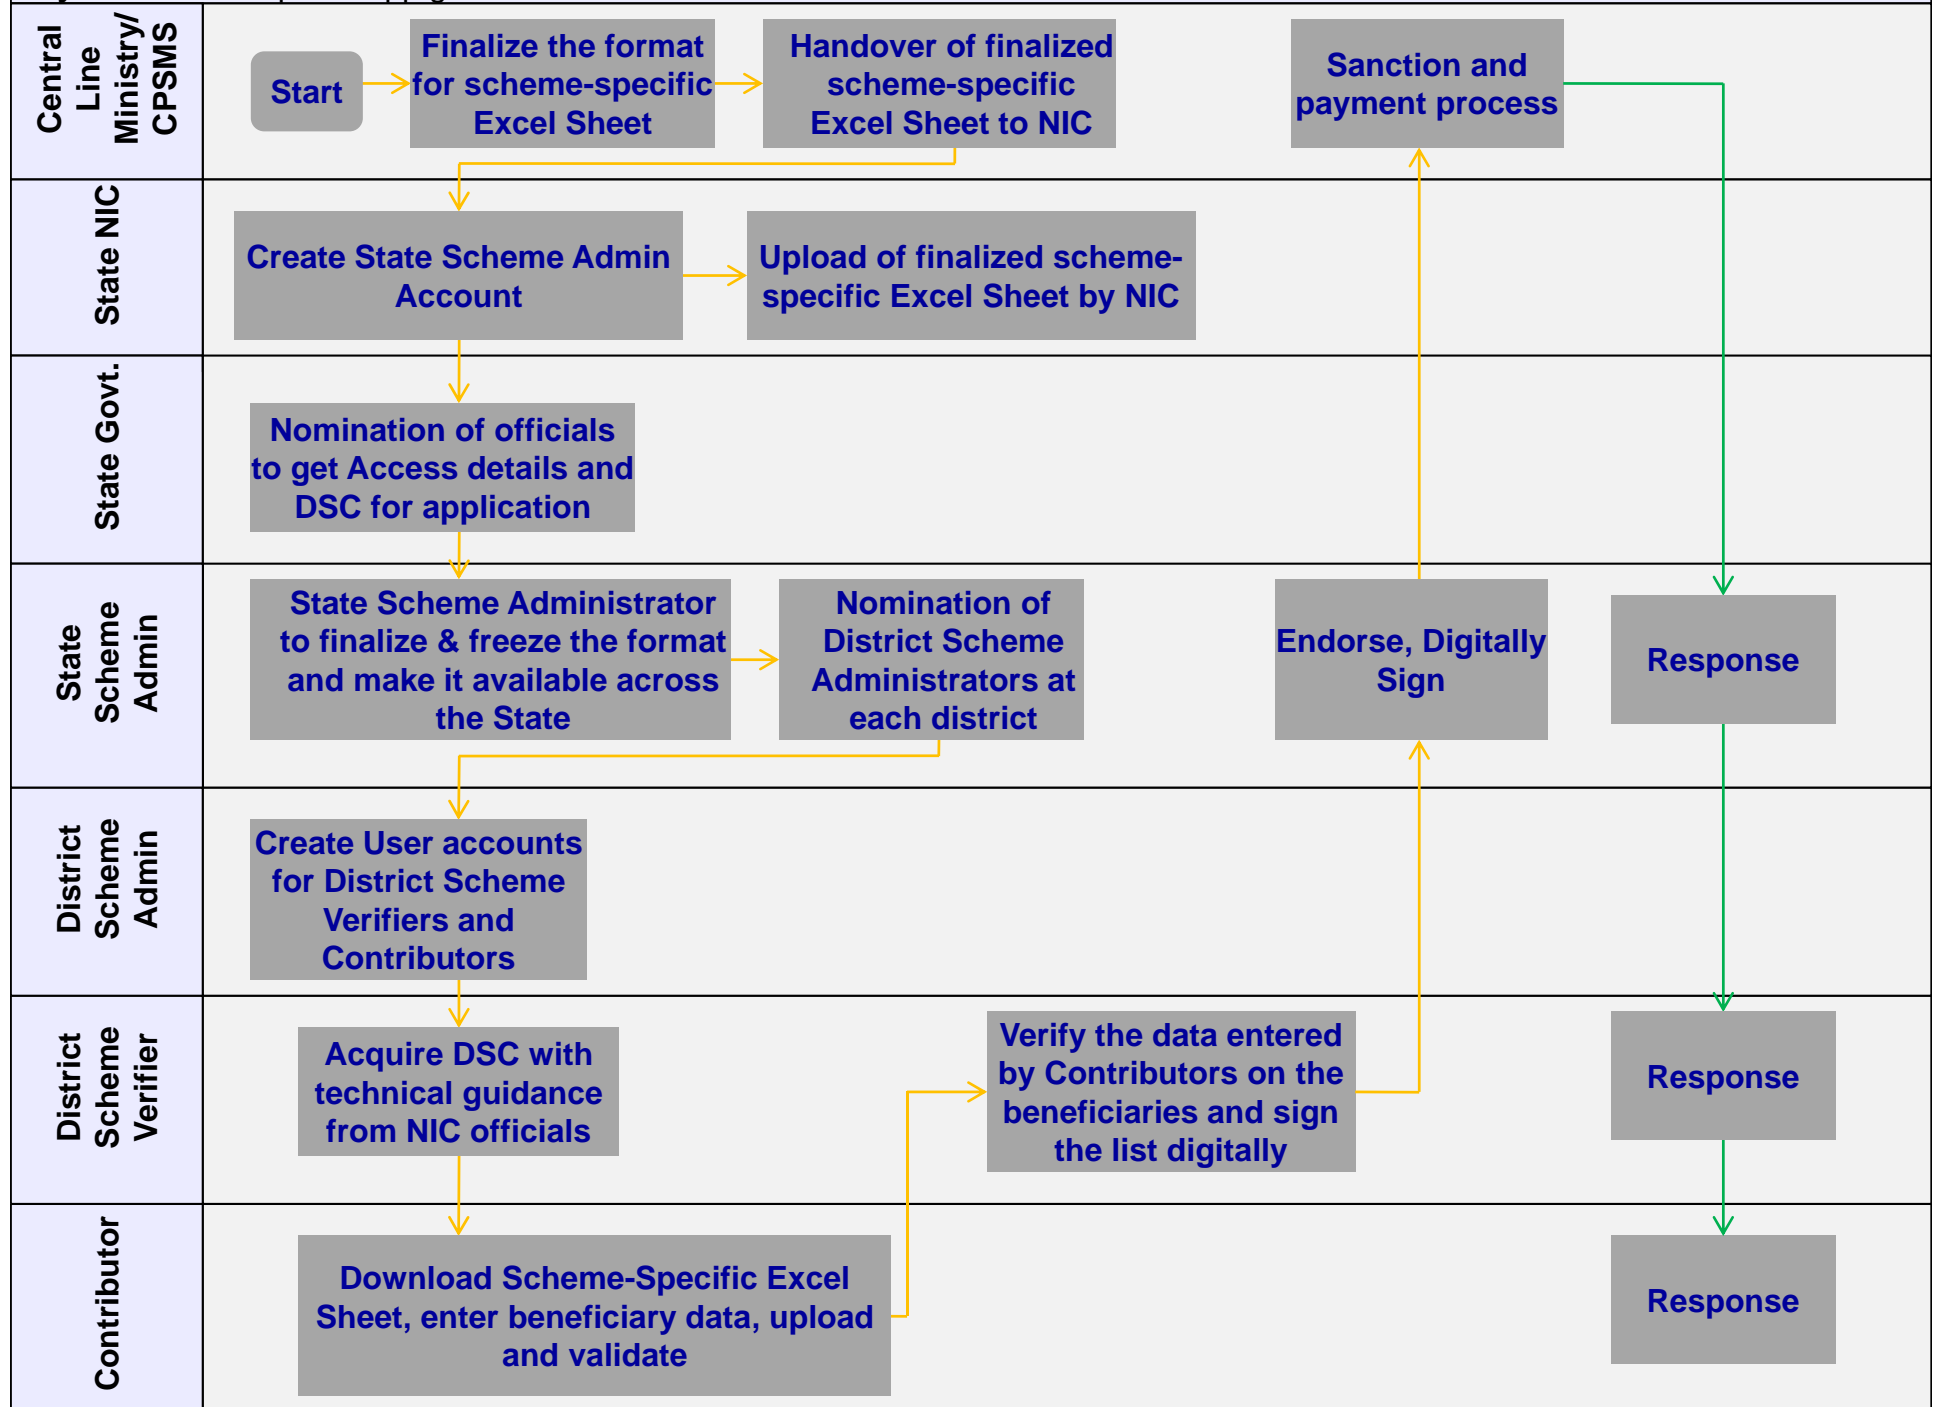 Central
Line
Ministry/
CPSMS
Start
Finalize the format
for scheme-specific
Excel Sheet
Handover of finalized
scheme-specific
Excel Sheet to NIC
Sanction and
payment process
State NIC
Create State Scheme Admin
Account
Upload of finalized scheme-
specific Excel Sheet by NIC
State Govt.
Nomination of officials
to get Access details and
DSC for application
State
Scheme
Admin
State Scheme Administrator
to finalize & freeze the format
and make it available across
the State
Nomination of
District Scheme
Administrators at
each district
Endorse, Digitally
Sign
Response
District
Scheme
Admin
Create User accounts
for District Scheme
Verifiers and
Contributors
District
Scheme
Verifier
Acquire DSC with
technical guidance
from NIC officials
Verify the data entered
by Contributors on the
beneficiaries and sign
the list digitally
Response
Contributor
Download Scheme-Specific Excel
Sheet, enter beneficiary data, upload
and validate
Response